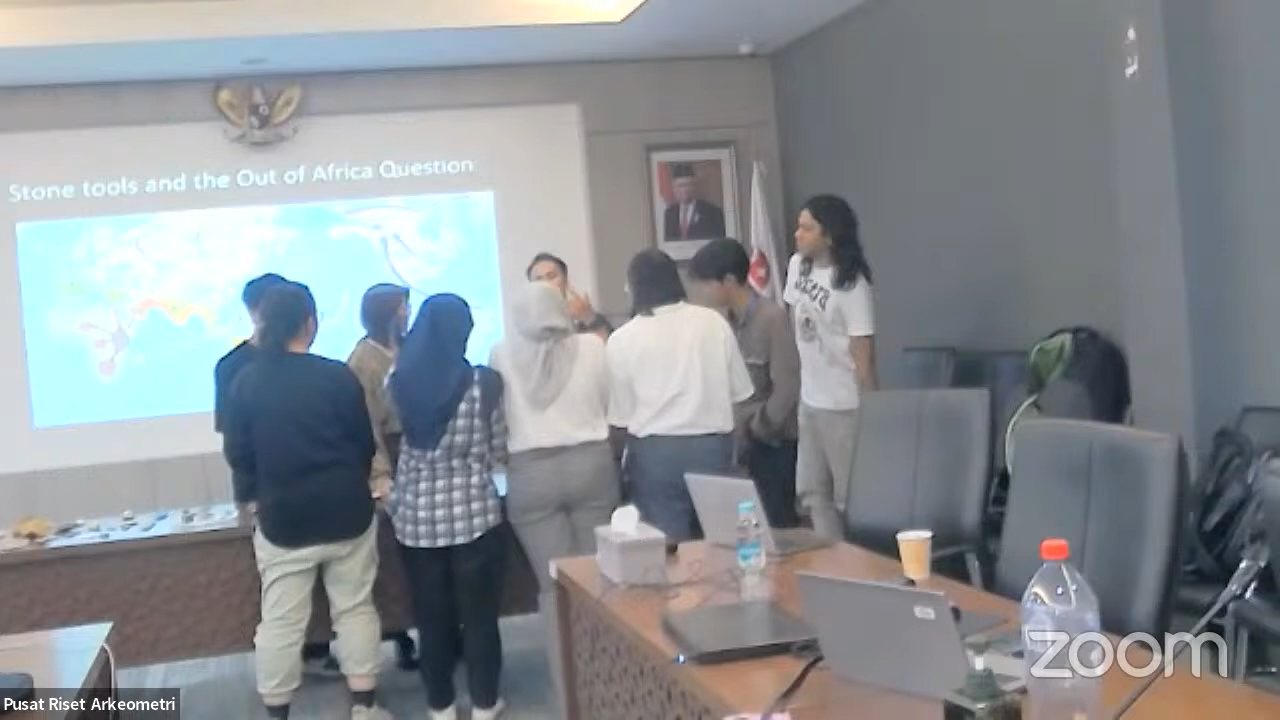 Stone tools and the Out of Africa Question
zoom
Pusat Riset Arkeometri